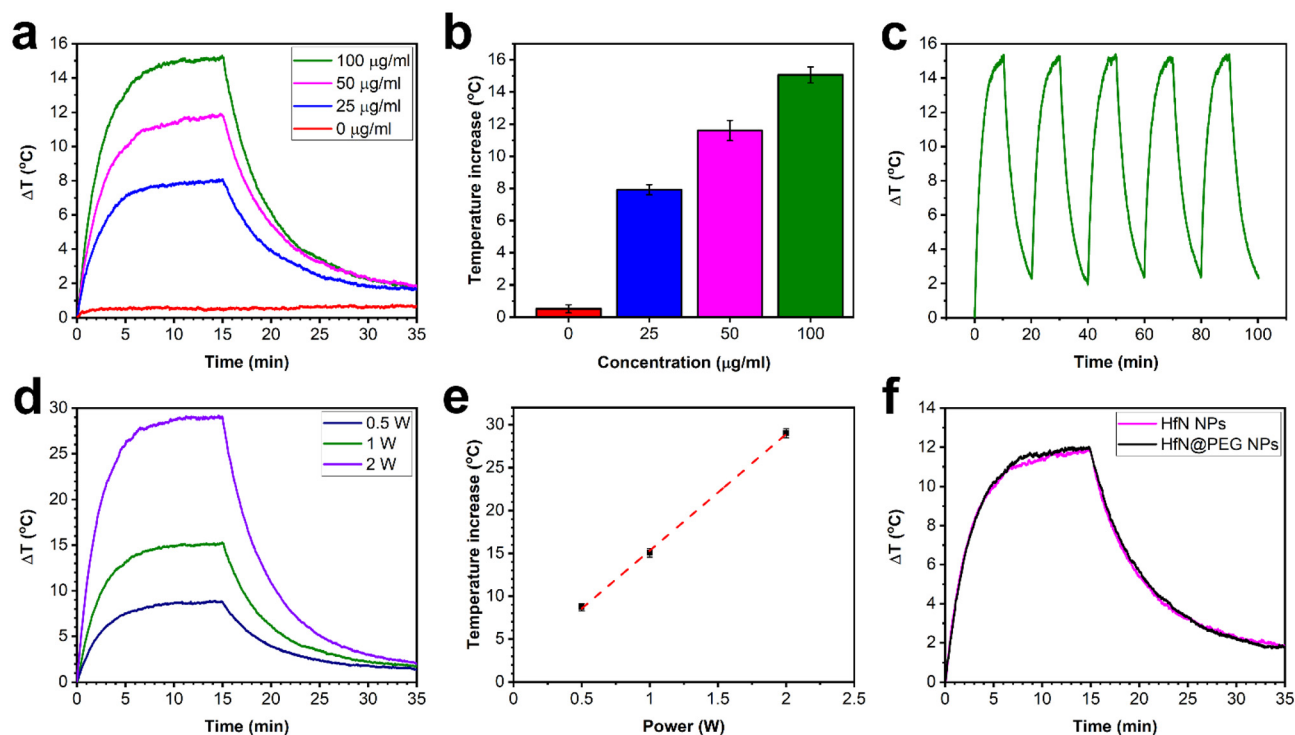 a
16
14
12
10
8
6
4
2
0
ΔT (°C)
100 μg/ml
50 μg/ml
25 μg/ml
0 μg/ml
0 5 10 15 20 25 30 35
Time (min)
b
16
14
12
10
8
6
4
2
0
Temperature increase (°C)
0 25 50 100
Concentration (μg/ml)
c
16
14
12
10
8
6
4
2
0
ΔT (°C)
0 20 40 60 80 100
Time (min)
d
30
25
20
15
10
5
0
ΔT (°C)
0.5 W
1 W
2 W
0 5 10 15 20 25 30 35
Time (min)
e
30
25
20
15
10
5
0
Temperature increase (°C)
0.0 0.5 1 1.5 2 2.5
Power (W)
f
14
12
10
8
6
4
2
0
ΔT (°C)
HfN NPs
HfN@PEG NPs
0 5 10 15 20 25 30 35
Time (min)